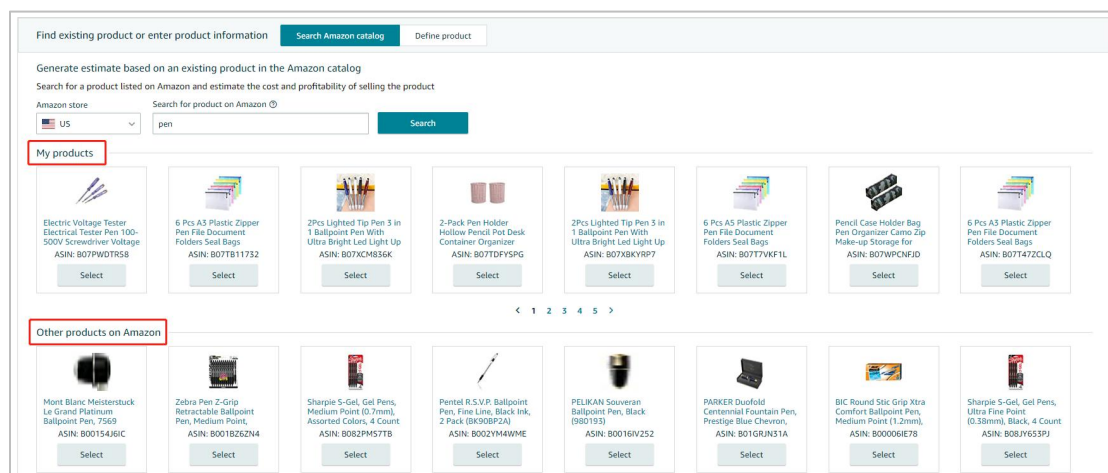 Find existing product or enter product information Search Amazon catalog Define product
Generate estimate based on an existing product in the Amazon catalog
Search for a product listed on Amazon and estimate the cost and profitability of selling the product
Amazon store Search for product on Amazon
US pen Search
My products
Electric Voltage Tester
Electrical Tester Pen 100-
500V Screwdriver Voltage
ASIN: B07PWDTRS8
Select
6 Pcs A3 Plastic Zipper
Pen File Document
Folders Seal Bags
ASIN: B07TB11732
Select
2Pcs Lighted Tip Pen 3 in
1 Ballpoint Pen With
Ultra Bright Led Light Up
ASIN: B07XCM836K
Select
2-Pack Pen Holder
Hollow Pencil Pot Desk
Container Organizer
ASIN: B07TDFYSPG
Select
2Pcs Lighted Tip Pen 3 in
1 Ballpoint Pen With
Ultra Bright Led Light Up
ASIN: B07XBKYRP7
Select
6 Pcs A5 Plastic Zipper
Pen File Document
Folders Seal Bags
ASIN: B07T7VKF1L
Select
Pencil Case Holder Bag
Pen Organizer Camo Zip
Make-up Storage for
ASIN: B07WPCNFJD
Select
6 Pcs A3 Plastic Zipper
Pen File Document
Folders Seal Bags
ASIN: B07T47ZCLQ
Select
< 1 2 3 4 5 >
Other products on Amazon
Mont Blanc Meisterstuck
Le Grand Platinum
Ballpoint Pen, 7569
ASIN: B00154J6IC
Select
Zebra Pen Z-Grip
Retractable Ballpoint
Pen, Medium Point,
ASIN: B001BZ6ZN4
Select
Sharpie S-Gel, Gel Pens,
Medium Point (0.7mm),
Assorted Colors, 4 Count
ASIN: B082PMS7TB
Select
Pentel R.S.V.P. Ballpoint
Pen, Fine Line, Black Ink,
2 Pack (BK90BP2A)
ASIN: B002YM4WME
Select
PELIKAN Souveran
Ballpoint Pen, Black
(980193)
ASIN: B0016IV252
Select
PARKER Duofold
Centennial Fountain Pen,
Prestige Blue Chevron,
ASIN: B01GRJN31A
Select
BIC Round Stic Grip Xtra
Comfort Ballpoint Pen,
Medium Point (1.2mm),
ASIN: B00006IE78
Select
Sharpie S-Gel, Gel Pens,
Ultra Fine Point
(0.38mm), Black, 4 Count
ASIN: B08JY653PJ
Select